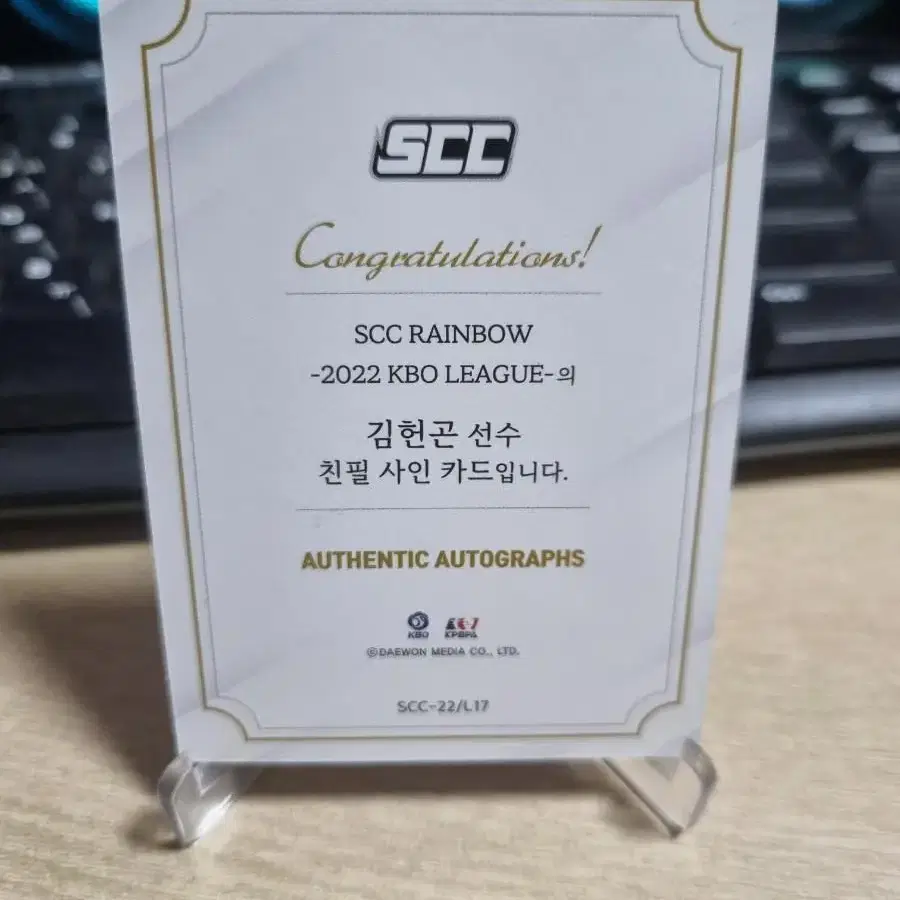 SCC
Congratulations!
SCC RAINBOW
-2022 KBO LEAGUE-의
김헌곤 선수
친필 사인 카드입니다.
AUTHENTIC AUTOGRAPHS
KBO KPBPA
©DAEWON MEDIA CO., LTD.
SCC-22/L17